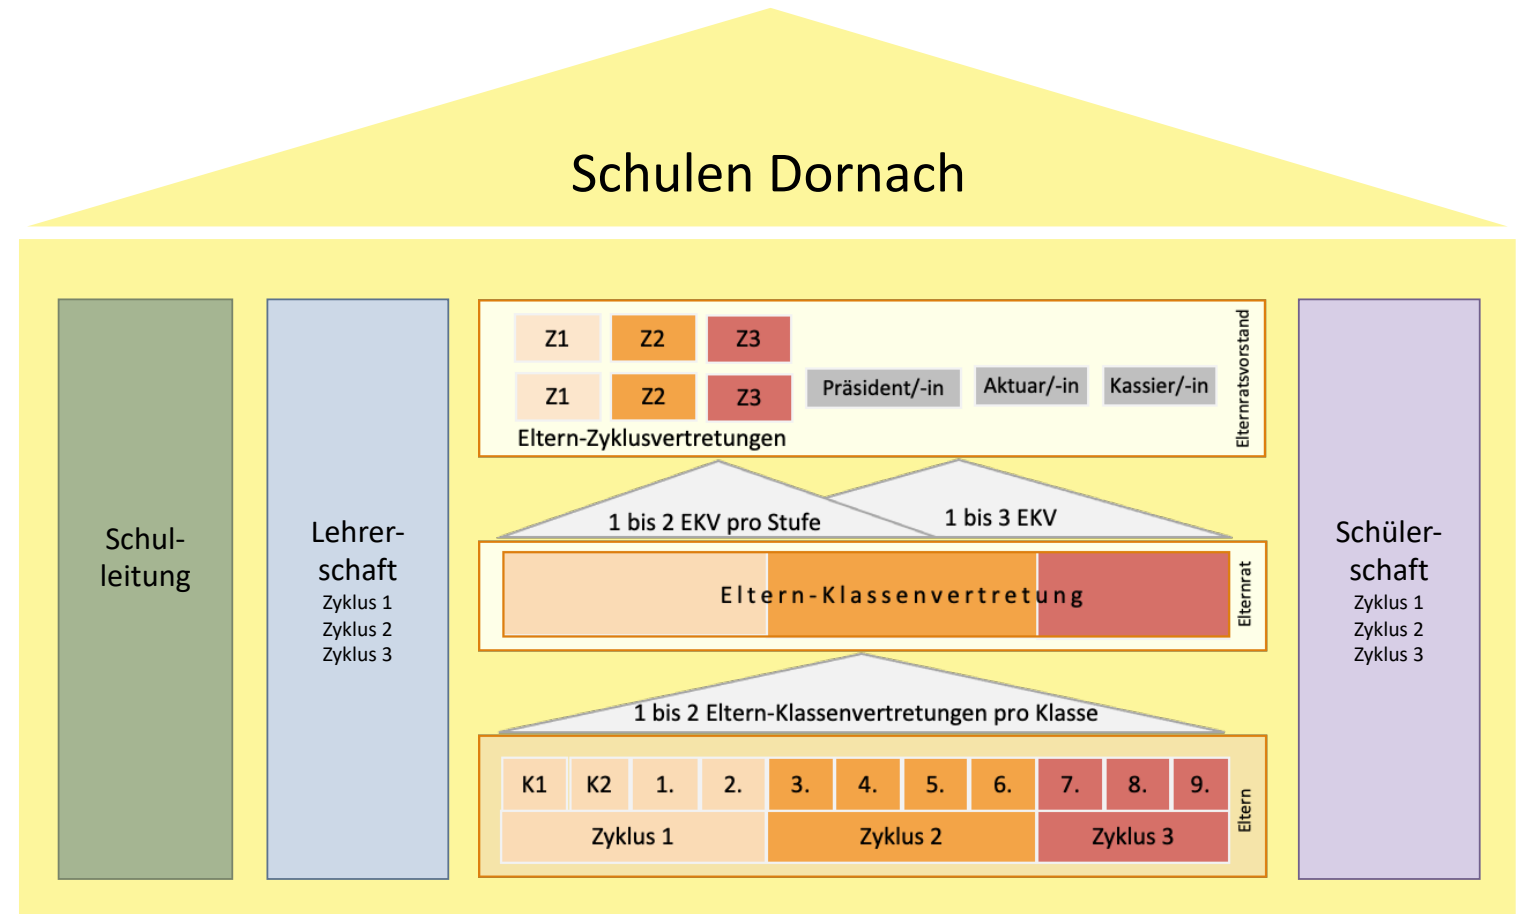 Schulen Dornach
Schul-
leitung
Lehrer-
schaft
Zyklus 1
Zyklus 2
Zyklus 3
Z1 Z2 Z3
Z1 Z2 Z3
Eltern-Zyklusvertretungen
Präsident/-in Aktuar/-in Kassier/-in
Elternratsvorstand
1 bis 2 EKV pro Stufe
1 bis 3 EKV
Eltern-Klassenvertretung
Elternrat
1 bis 2 Eltern-Klassenvertretungen pro Klasse
K1 K2 1. 2. 3. 4. 5. 6. 7. 8. 9.
Zyklus 1 Zyklus 2 Zyklus 3
Eltern
Schüler-
schaft
Zyklus 1
Zyklus 2
Zyklus 3